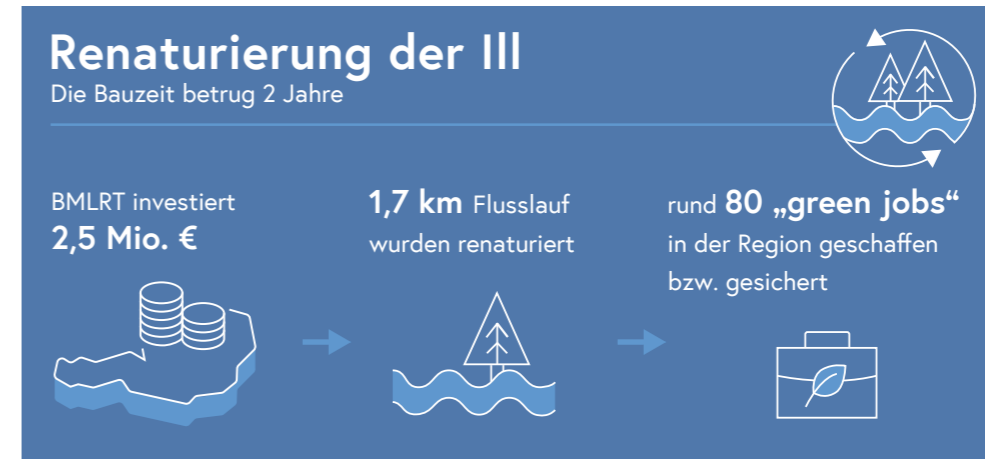 Renaturierung der Ill
Die Bauzeit betrug 2 Jahre
BMLRT investiert
2,5 Mio. €
1,7 km Flusslauf
wurden renaturiert
rund 80 „green jobs“
in der Region geschaffen
bzw. gesichert